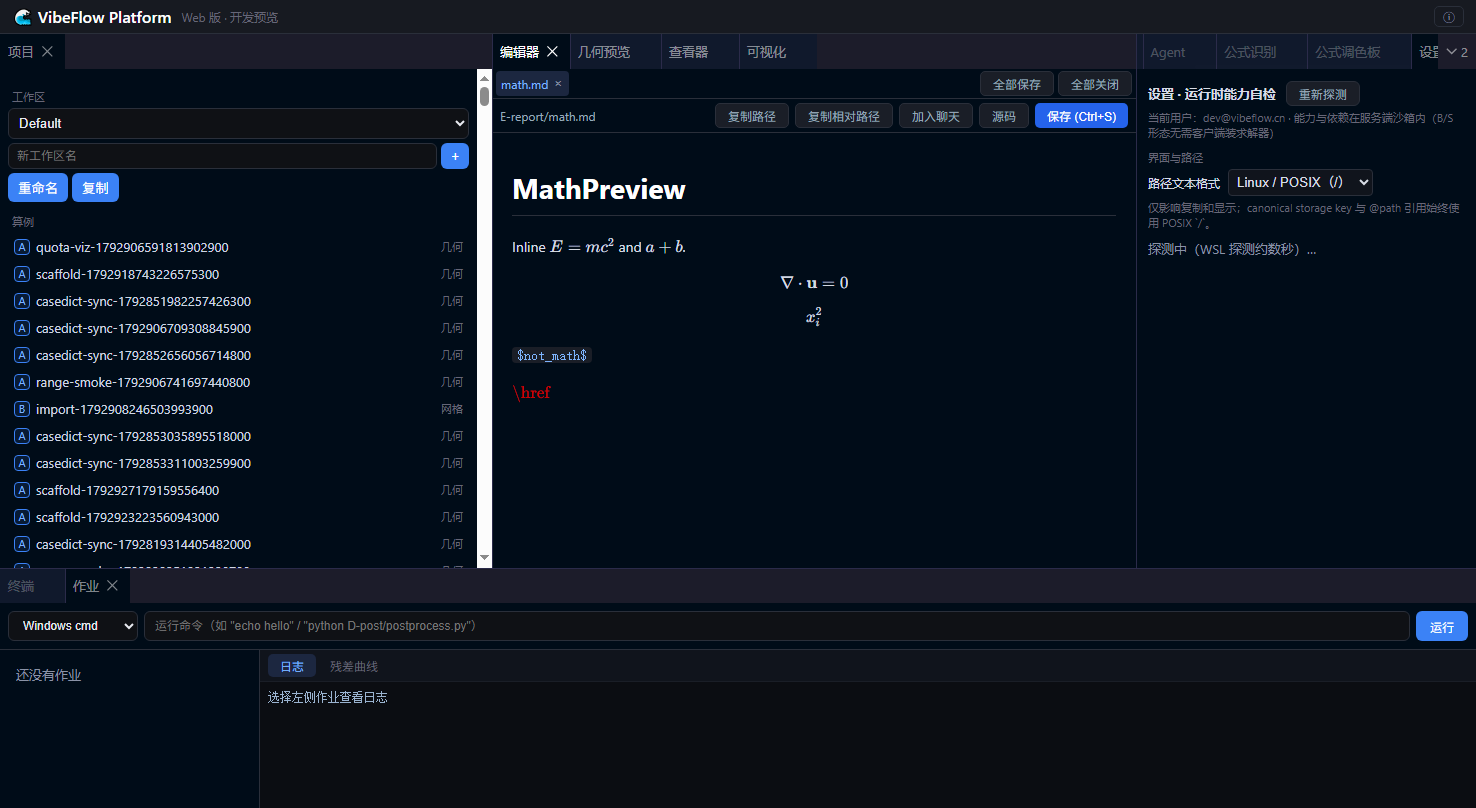 VibeFlow Platform Web 版 · 开发预览
项目
工作区
Default
新工作区名 +
重命名 复制
算例
A quota-viz-1792906591813902900 几何
A scaffold-1792918743226575300 几何
A casedict-sync-1792851982257426300 几何
A casedict-sync-1792906709308845900 几何
A casedict-sync-1792852656056714800 几何
A range-smoke-1792906741697440800 几何
B import-1792908246503993900 网格
A casedict-sync-1792853035895518000 几何
A casedict-sync-1792853311003259900 几何
A scaffold-1792927179159556400 几何
A scaffold-1792923223560943000 几何
A casedict-sync-1792819314405482000 几何
编辑器 几何预览 查看器 可视化
math.md × 全部保存 全部关闭
E-report/math.md 复制路径 复制相对路径 加入聊天 源码 保存 (Ctrl+S)
MathPreview
Inline E = mc² and a + b.
∇ · u = 0
x_i^2
$not_math$
\href
Agent 公式识别 公式调色板 设置 2
设置 · 运行时能力自检 重新探测
当前用户：dev@vibeflow.cn · 能力与依赖在服务端沙箱内（B/S
形态无需客户端装求解器）
界面与路径
路径文本格式 Linux / POSIX（/）
仅影响复制和显示；canonical storage key 与 @path 引用始终使
用 POSIX `/`。
探测中（WSL 探测约数秒）...
终端 作业
Windows cmd 运行命令（如 "echo hello" / "python D-post/postprocess.py"） 运行
还没有作业
日志 残差曲线
选择左侧作业查看日志